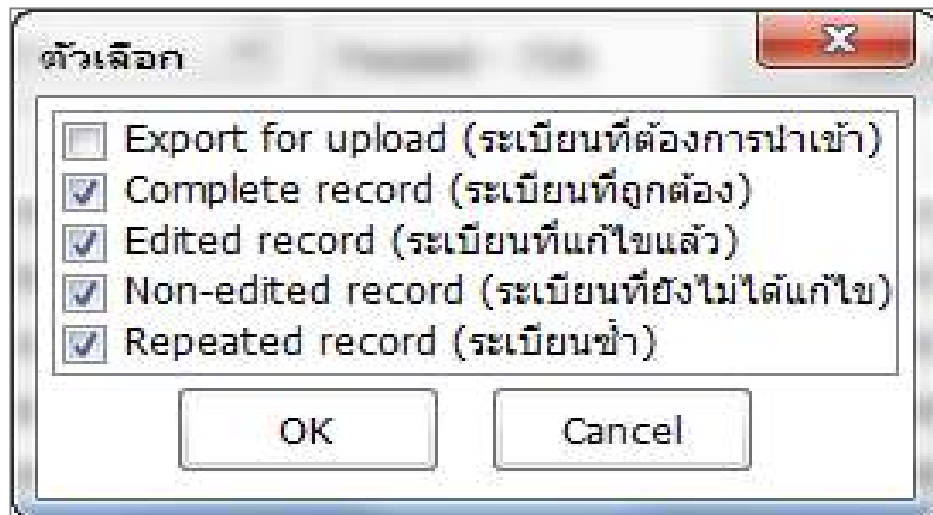 ตัวเลือก
Export for upload (ระเบียนที่ต้องการนำเข้า)
Complete record (ระเบียนที่ถูกต้อง)
Edited record (ระเบียนที่แก้ไขแล้ว)
Non-edited record (ระเบียนที่ยังไม่ได้แก้ไข)
Repeated record (ระเบียนซ้ำ)
OK Cancel